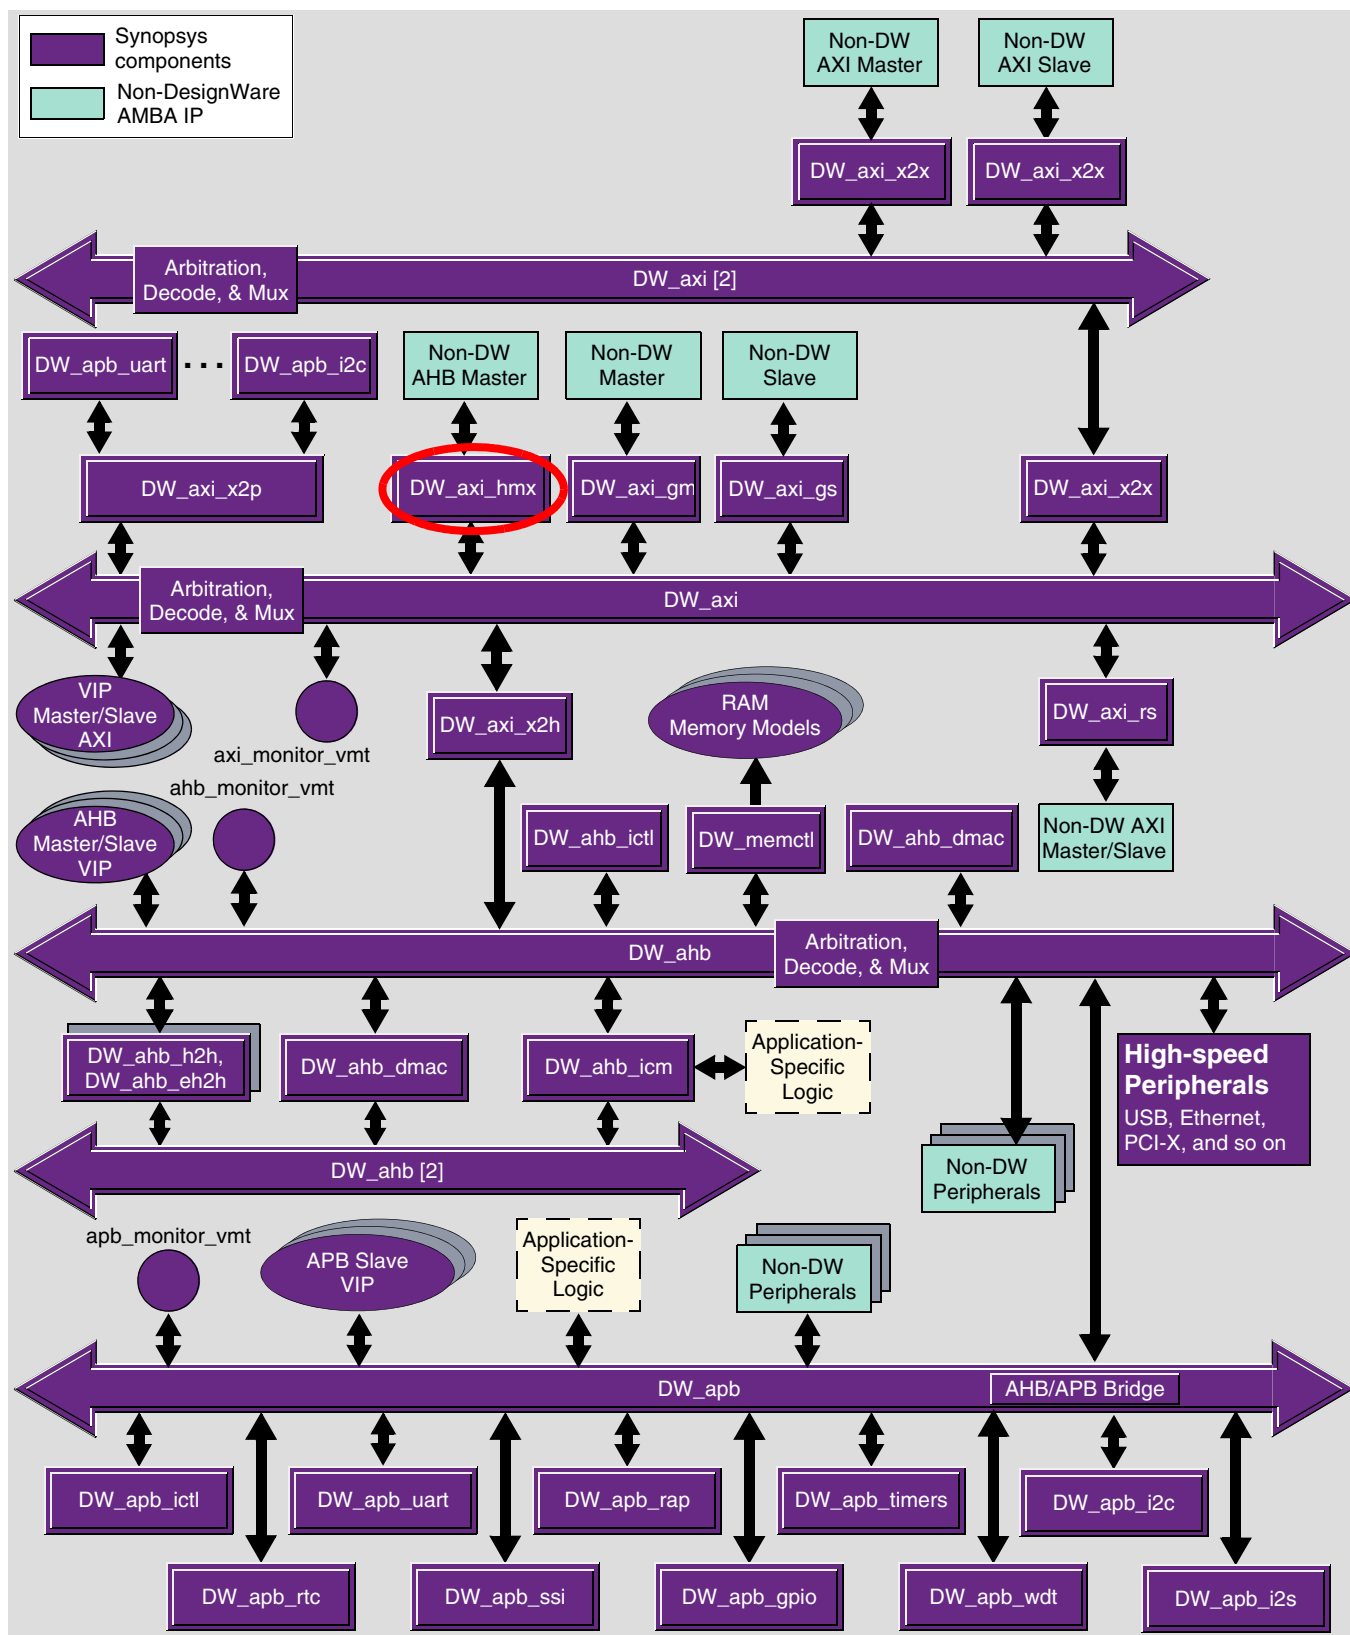 Synopsys
components
Non-DesignWare
AMBA IP
Non-DW
AXI Master
Non-DW
AXI Slave
DW_axi_x2x
DW_axi_x2x
Arbitration,
Decode, & Mux
DW_axi [2]
DW_apb_uart
...
DW_apb_i2c
Non-DW
AHB Master
Non-DW
Master
Non-DW
Slave
DW_axi_x2p
DW_axi_hmx
DW_axi_gm
DW_axi_gs
DW_axi_x2x
Arbitration,
Decode, & Mux
DW_axi
VIP
Master/Slave
AXI
axi_monitor_vmt
DW_axi_x2h
RAM
Memory Models
DW_axi_rs
ahb_monitor_vmt
AHB
Master/Slave
VIP
DW_ahb_ictl
DW_memctl
DW_ahb_dmac
Non-DW AXI
Master/Slave
DW_ahb
Arbitration,
Decode, & Mux
DW_ahb_h2h,
DW_ahb_eh2h
DW_ahb_dmac
DW_ahb_icm
Application-
Specific
Logic
High-speed
Peripherals
USB, Ethernet,
PCI-X, and so on
DW_ahb [2]
Non-DW
Peripherals
apb_monitor_vmt
APB Slave
VIP
Application-
Specific
Logic
Non-DW
Peripherals
DW_apb
AHB/APB Bridge
DW_apb_ictl
DW_apb_uart
DW_apb_rap
DW_apb_timers
DW_apb_i2c
DW_apb_rtc
DW_apb_ssi
DW_apb_gpio
DW_apb_wdt
DW_apb_i2s